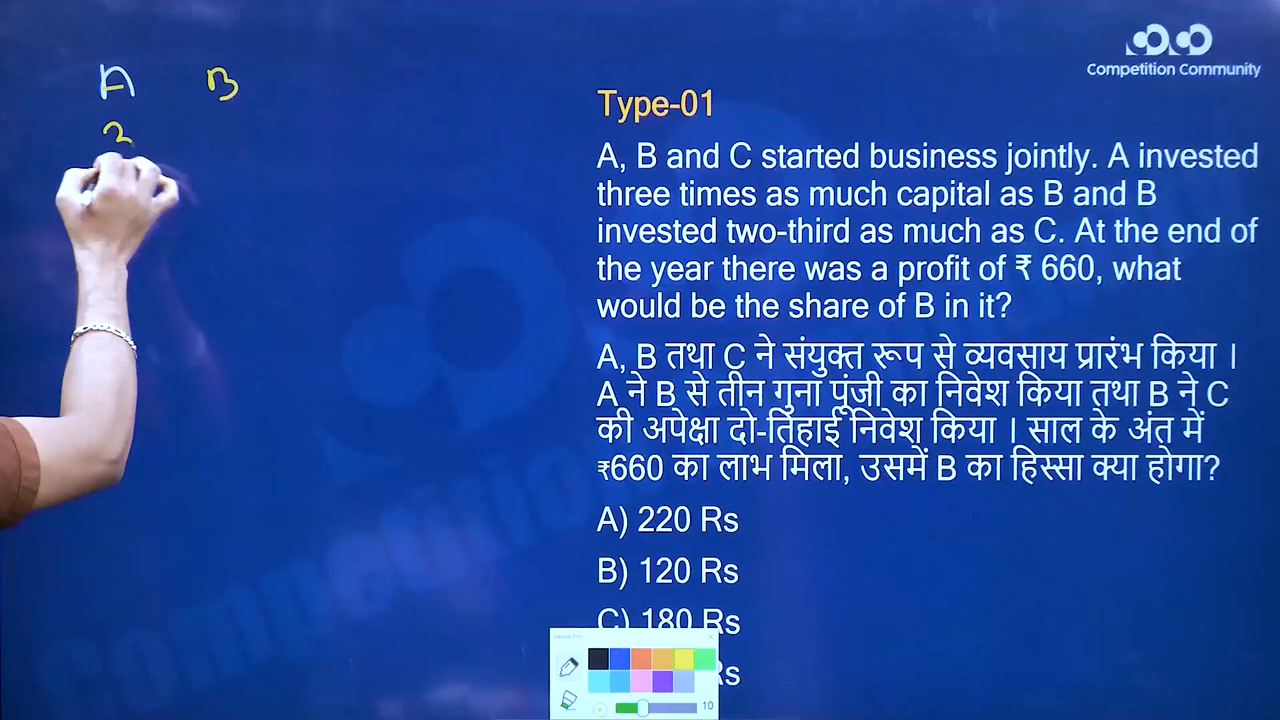 Competition Community
A B
Type-01
A, B and C started business jointly. A invested
three times as much capital as B and B
invested two-third as much as C. At the end of
the year there was a profit of ₹ 660, what
would be the share of B in it?
A, B तथा C ने संयुक्त रूप से व्यवसाय प्रारंभ किया ।
A ने B से तीन गुना पूंजी का निवेश किया तथा B ने C
की अपेक्षा दो-तिहाई निवेश किया । साल के अंत में
₹660 का लाभ मिला, उसमें B का हिस्सा क्या होगा?
A) 220 Rs
B) 120 Rs
C) 180 Rs
Rs
10